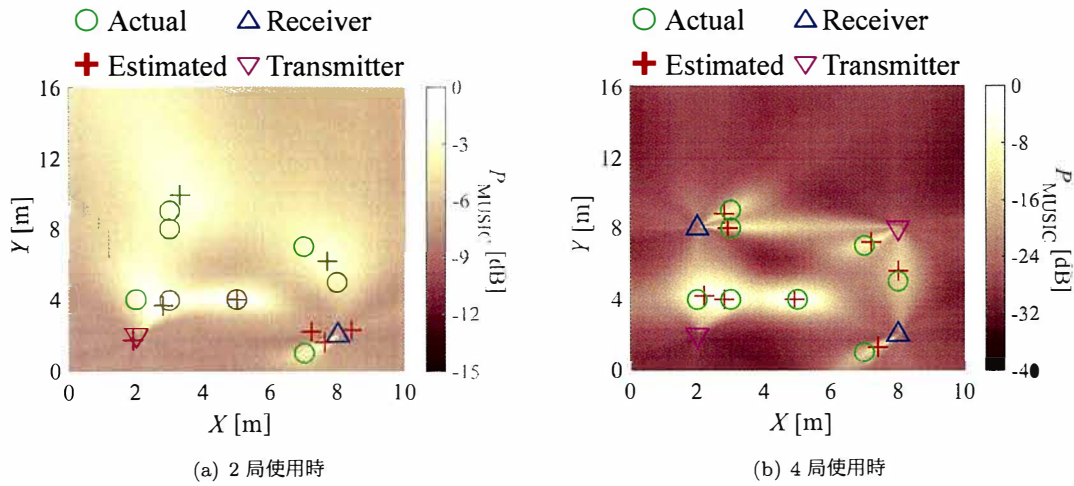 Actual Receiver
Estimated Transmitter
16
12
8
4
0
Y [m]
0 2 4 6 8 10
X [m]
0
-3
-6
-9
-12
-15
P MUSIC [dB]
(a) 2 局使用時
Actual Receiver
Estimated Transmitter
16
12
8
4
0
Y [m]
0 2 4 6 8 10
X [m]
0
-8
-16
-24
-32
-40
P MUSIC [dB]
(b) 4 局使用時